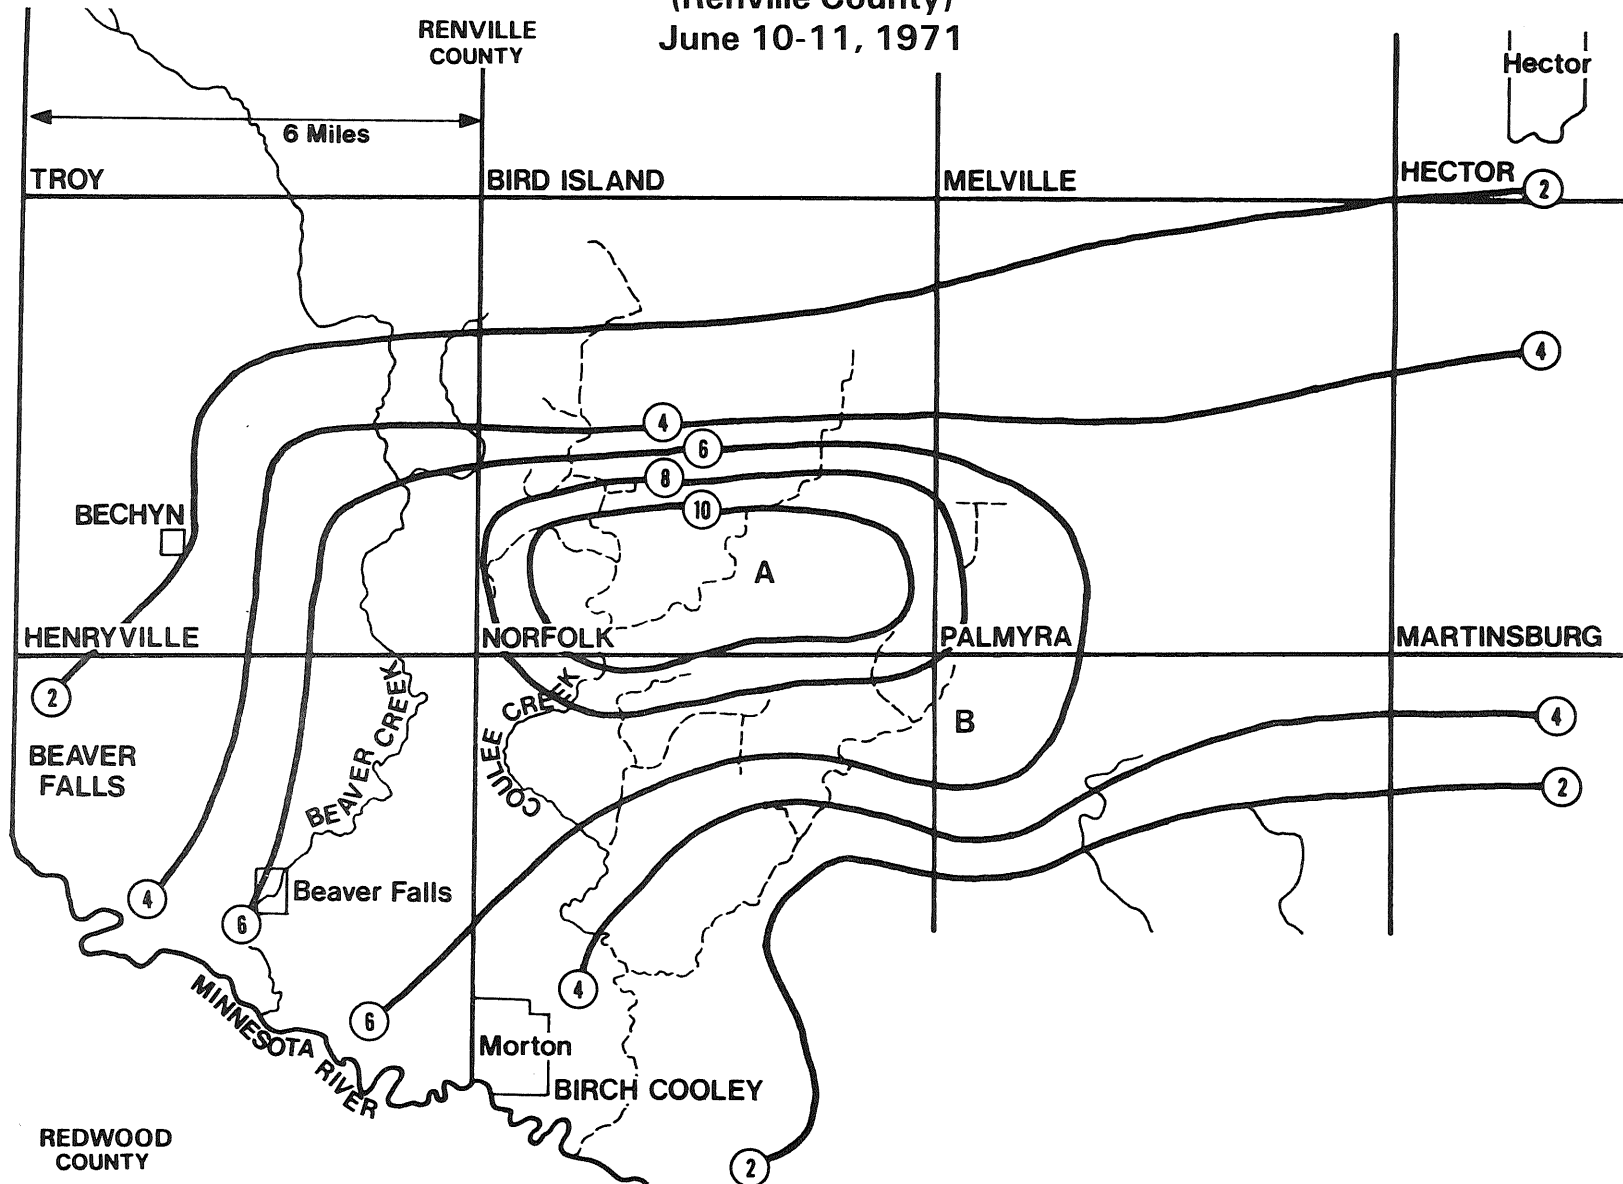 (Renville County)
June 10-11, 1971
RENVILLE
COUNTY
Hector
6 Miles
TROY
BIRD ISLAND
MELVILLE
HECTOR
2
4
4
6
8
10
BECHYN
A
HENRYVILLE
NORFOLK
PALMYRA
MARTINSBURG
2
BEAVER
FALLS
BEAVER CREEK
COULEE CREEK
B
4
2
4
Beaver Falls
6
4
6
MINNESOTA RIVER
Morton
BIRCH COOLEY
REDWOOD
COUNTY
2